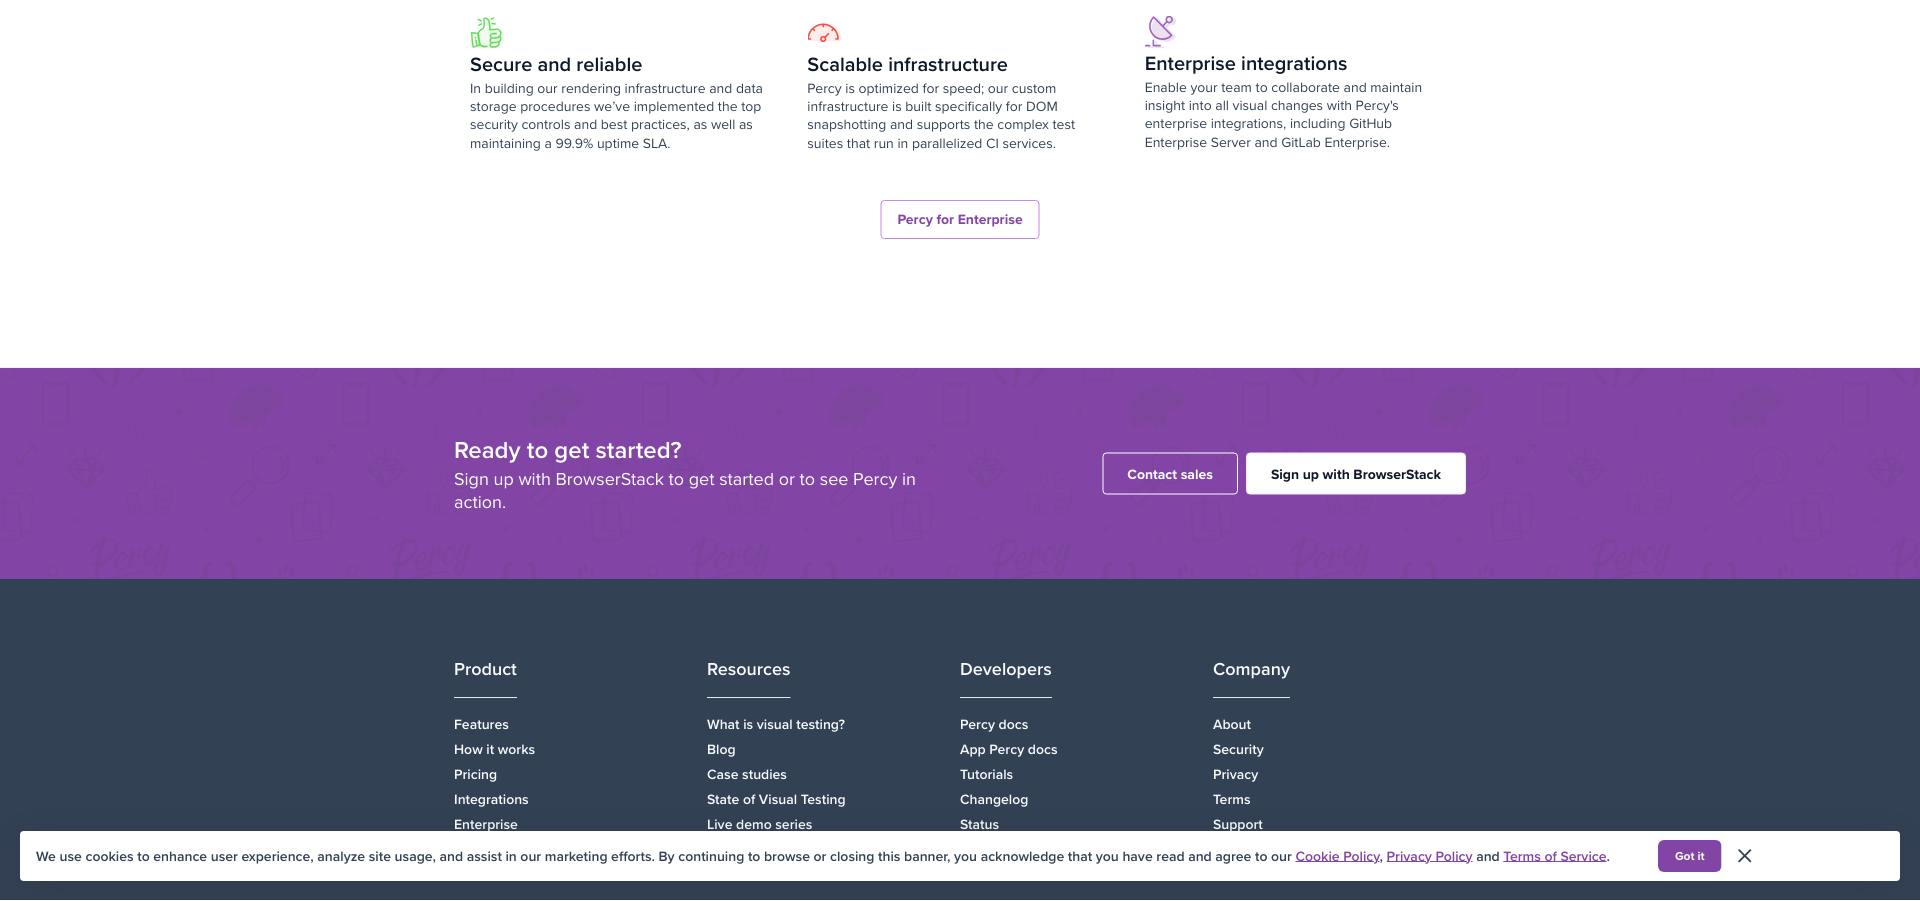 Secure and reliable
In building our rendering infrastructure and data
storage procedures we’ve implemented the top
security controls and best practices, as well as
maintaining a 99.9% uptime SLA.
Scalable infrastructure
Percy is optimized for speed; our custom
infrastructure is built specifically for DOM
snapshotting and supports the complex test
suites that run in parallelized CI services.
Enterprise integrations
Enable your team to collaborate and maintain
insight into all visual changes with Percy's
enterprise integrations, including GitHub
Enterprise Server and GitLab Enterprise.
Percy for Enterprise
Ready to get started?
Sign up with BrowserStack to get started or to see Percy in
action.
Contact sales
Sign up with BrowserStack
Percy Percy Percy Percy Percy Percy
Product
Features
How it works
Pricing
Integrations
Enterprise
Resources
What is visual testing?
Blog
Case studies
State of Visual Testing
Live demo series
Developers
Percy docs
App Percy docs
Tutorials
Changelog
Status
Company
About
Security
Privacy
Terms
Support
We use cookies to enhance user experience, analyze site usage, and assist in our marketing efforts. By continuing to browse or closing this banner, you acknowledge that you have read and agree to our Cookie Policy, Privacy Policy and Terms of Service.
Got it